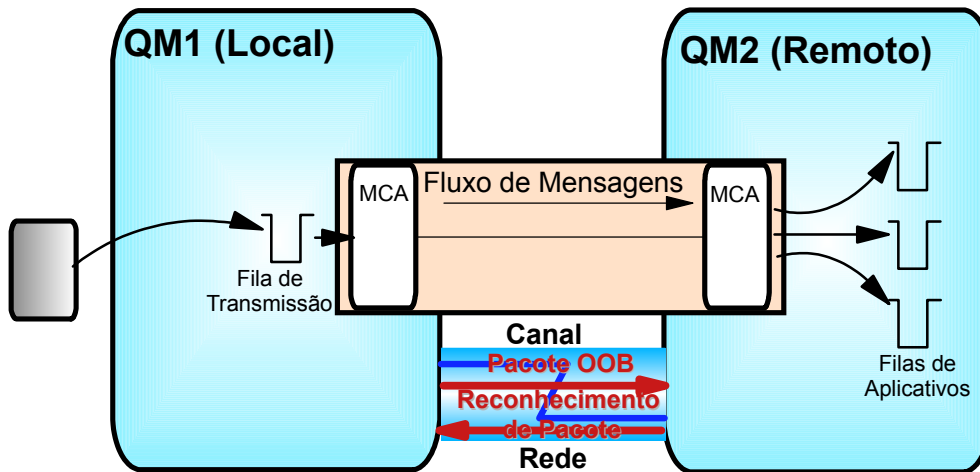 QM1 (Local)
QM2 (Remoto)
MCA
Fluxo de Mensagens
MCA
Fila de
Transmissão
Canal
Pacote OOB
Reconhecimento
de Pacote
Rede
Filas de
Aplicativos